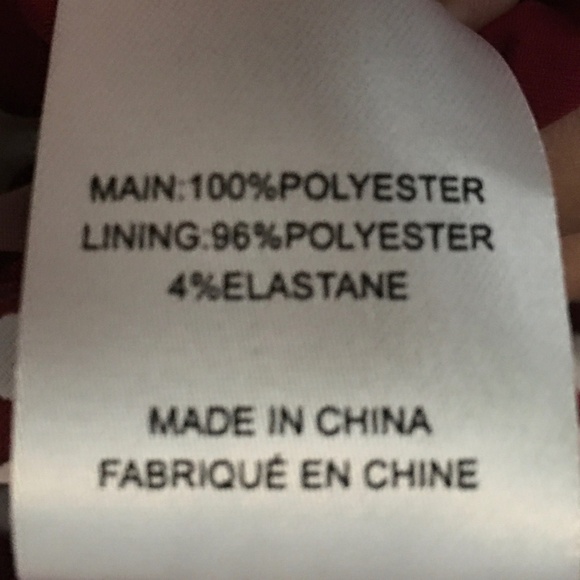 MAIN:100%POLYESTER
LINING:96%POLYESTER
4%ELASTANE
MADE IN CHINA
FABRIQUÉ EN CHINE